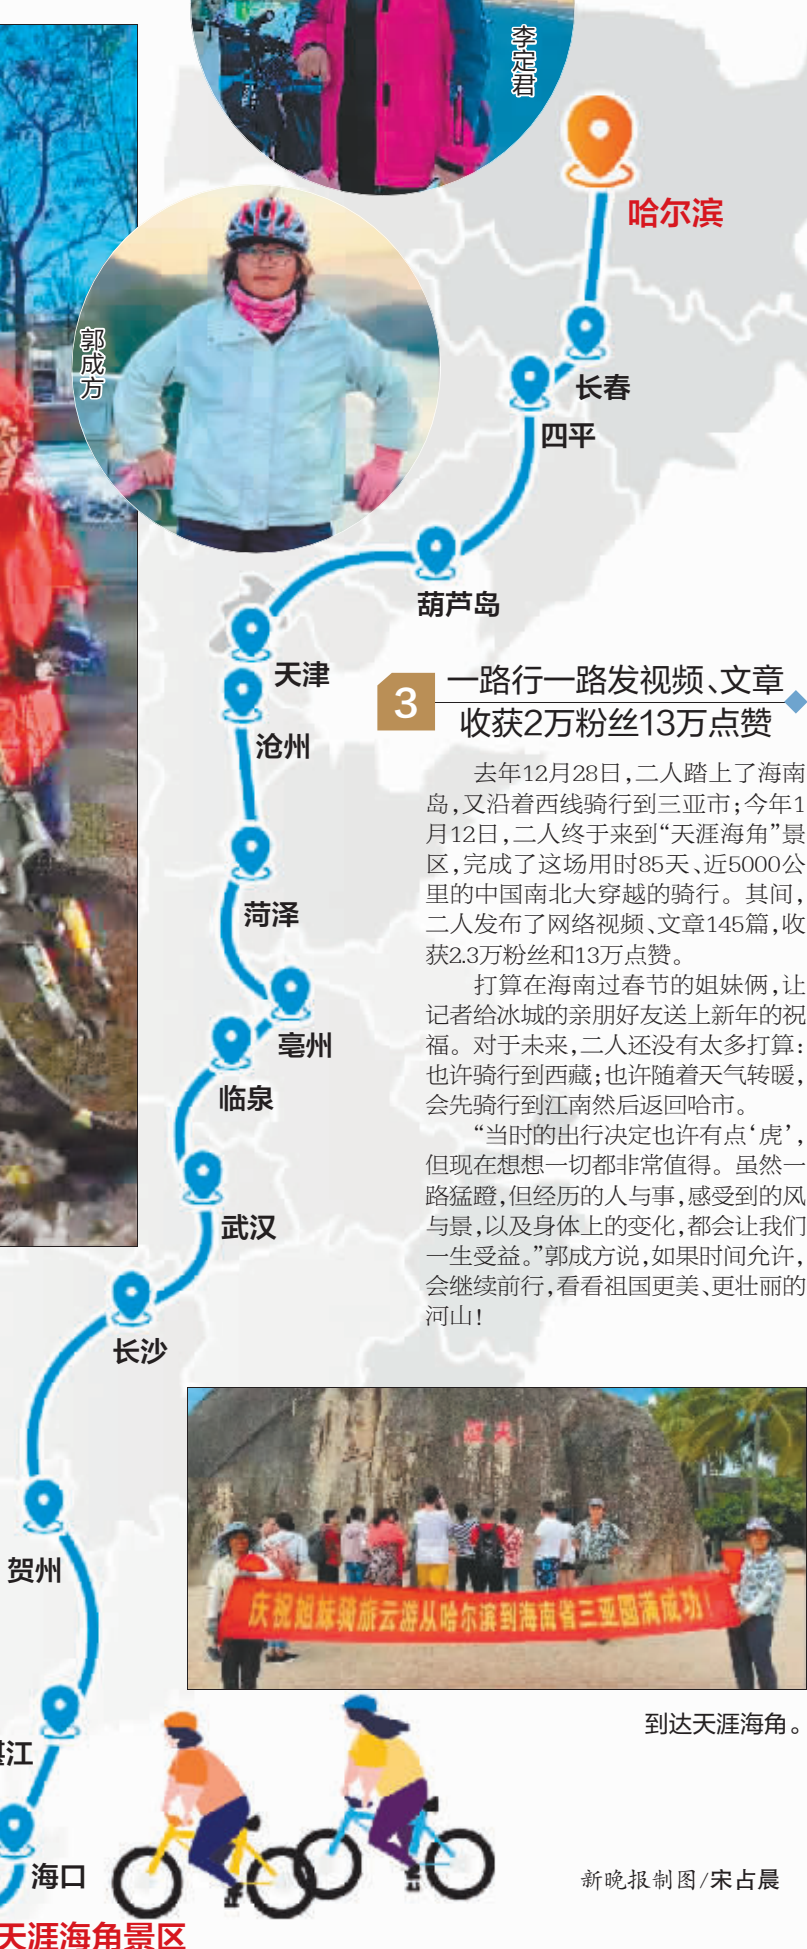 李定君
哈尔滨
郭成方
长春
四平
葫芦岛
天津
沧州
菏泽
亳州
临泉
武汉
长沙
贺州
江
海口
天涯海角景区
3
一路行一路发视频、文章
收获2万粉丝13万点赞
去年12月28日,二人踏上了海南
岛,又沿着西线骑行到三亚市;今年1
月12日,二人终于来到“天涯海角”景
区,完成了这场用时85天、近5000公
里的中国南北大穿越的骑行。其间,
二人发布了网络视频、文章145篇,收
获2.3万粉丝和13万点赞。
打算在海南过春节的姐妹俩,让
记者给冰城的亲朋好友送上新年的祝
福。对于未来,二人还没有太多打算:
也许骑行到西藏;也许随着天气转暖,
会先骑行到江南然后返回哈市。
“当时的出行决定也许有点‘虎’,
但现在想想一切都非常值得。虽然一
路猛蹬,但经历的人与事,感受到的风
与景,以及身体上的变化,都会让我们
一生受益。”郭成方说,如果时间允许,
会继续前行,看看祖国更美、更壮丽的
河山!
天涯
庆祝姐妹骑旅云游从哈尔滨到海南省三亚圆满成功!
到达天涯海角。
新晚报制图/宋占晨